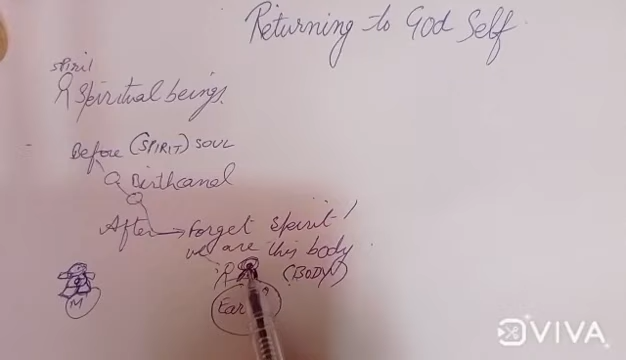 Returning to God Self
spirit
Spiritual beings
Before (SPIRIT) SOUL
Birthcanel
After → Forget Spirit
we are this body
(BODY)
M
Ear
VIVA